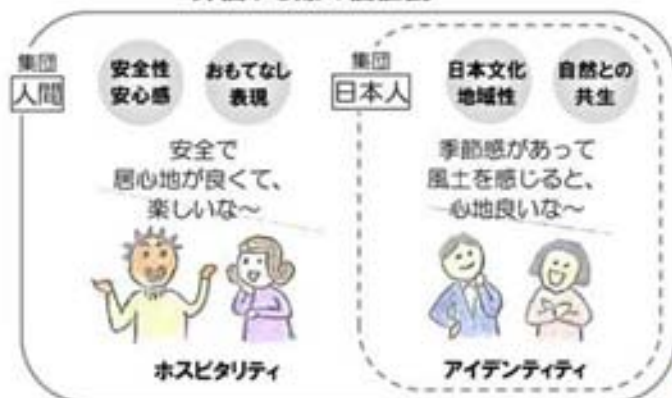 集団
人間
安全性
安心感
おもてなし
表現
安全で
居心地が良くて、
楽しいな～
ホスピタリティ
集団
日本人
日本文化
地域性
自然との
共生
季節感があって
風土を感じると、
心地良いな～
アイデンティティ